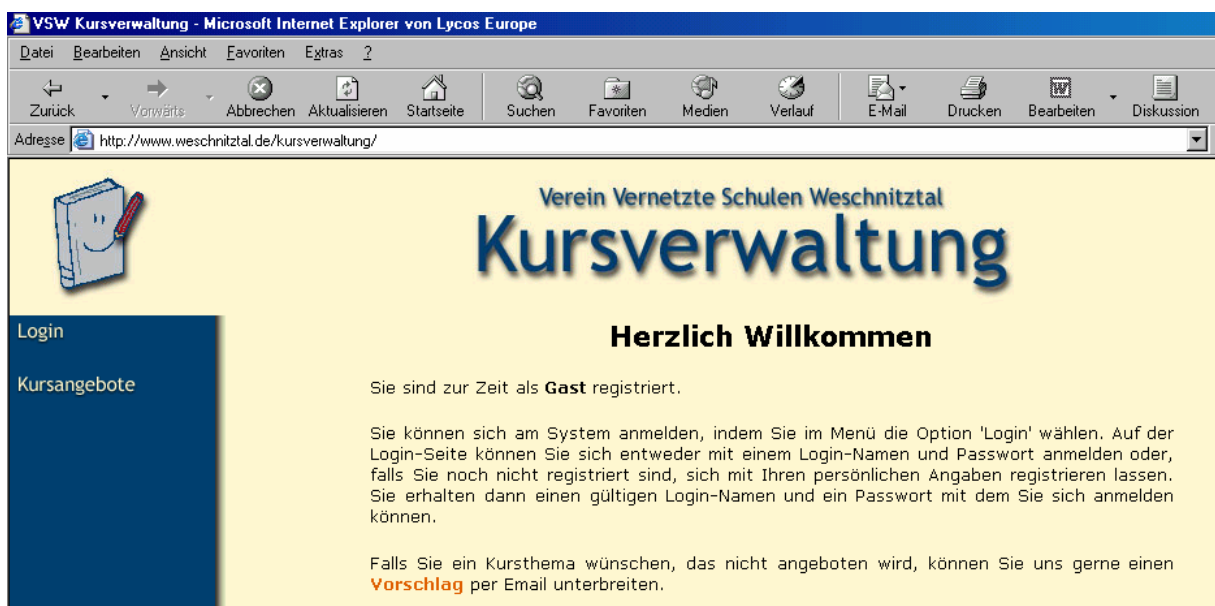 VSW Kursverwaltung - Microsoft Internet Explorer von Lycos Europe
Datei Bearbeiten Ansicht Favoriten Extras ?
Zurück Vorwärts Abbrechen Aktualisieren Startseite Suchen Favoriten Medien Verlauf E-Mail Drucken Bearbeiten Diskussion
Adresse http://www.weschnitztal.de/kursverwaltung/
Verein Vernetzte Schulen Weschnitztal
Kursverwaltung
Login
Kursangebote
Herzlich Willkommen
Sie sind zur Zeit als Gast registriert.
Sie können sich am System anmelden, indem Sie im Menü die Option 'Login' wählen. Auf der
Login-Seite können Sie sich entweder mit einem Login-Namen und Passwort anmelden oder,
falls Sie noch nicht registriert sind, sich mit Ihren persönlichen Angaben registrieren lassen.
Sie erhalten dann einen gültigen Login-Namen und ein Passwort mit dem Sie sich anmelden
können.
Falls Sie ein Kursthema wünschen, das nicht angeboten wird, können Sie uns gerne einen
Vorschlag per Email unterbreiten.